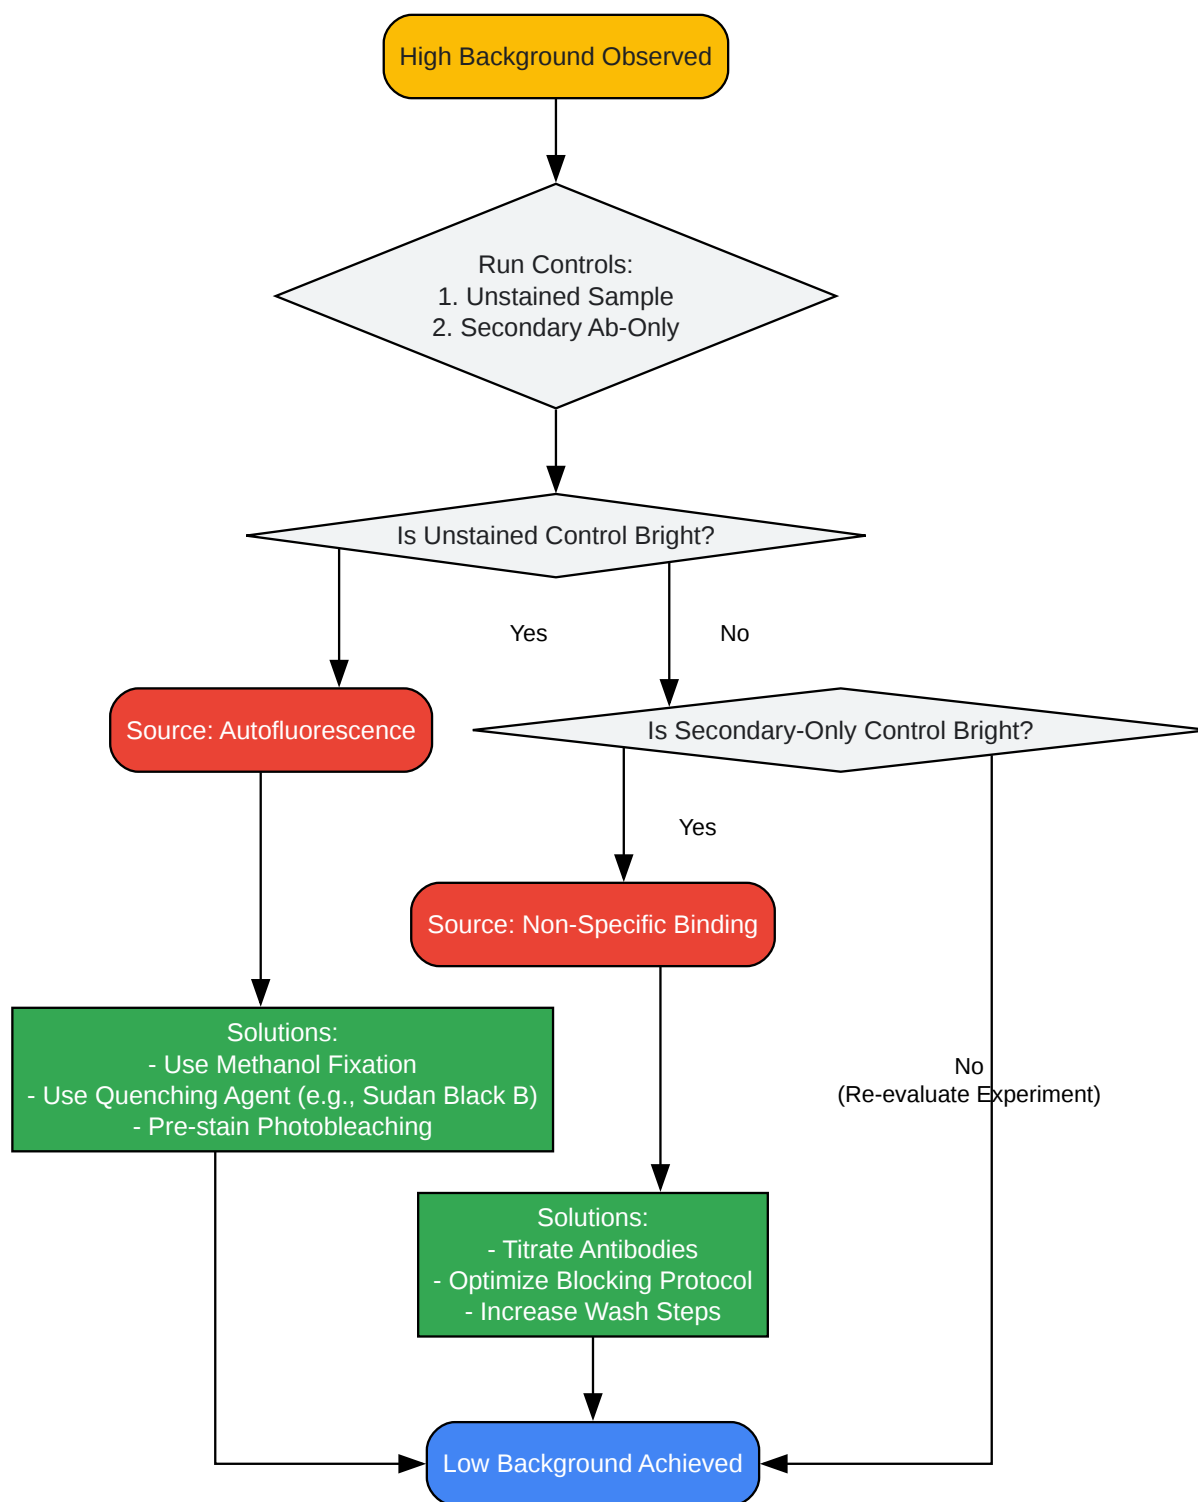 High Background Observed
Run Controls:
1. Unstained Sample
2. Secondary Ab-Only
Is Unstained Control Bright?
Yes
No
Source: Autofluorescence
Is Secondary-Only Control Bright?
Yes
Source: Non-Specific Binding
Solutions:
- Use Methanol Fixation
- Use Quenching Agent (e.g., Sudan Black B)
- Pre-stain Photobleaching
No
(Re-evaluate Experiment)
Solutions:
- Titrate Antibodies
- Optimize Blocking Protocol
- Increase Wash Steps
Low Background Achieved